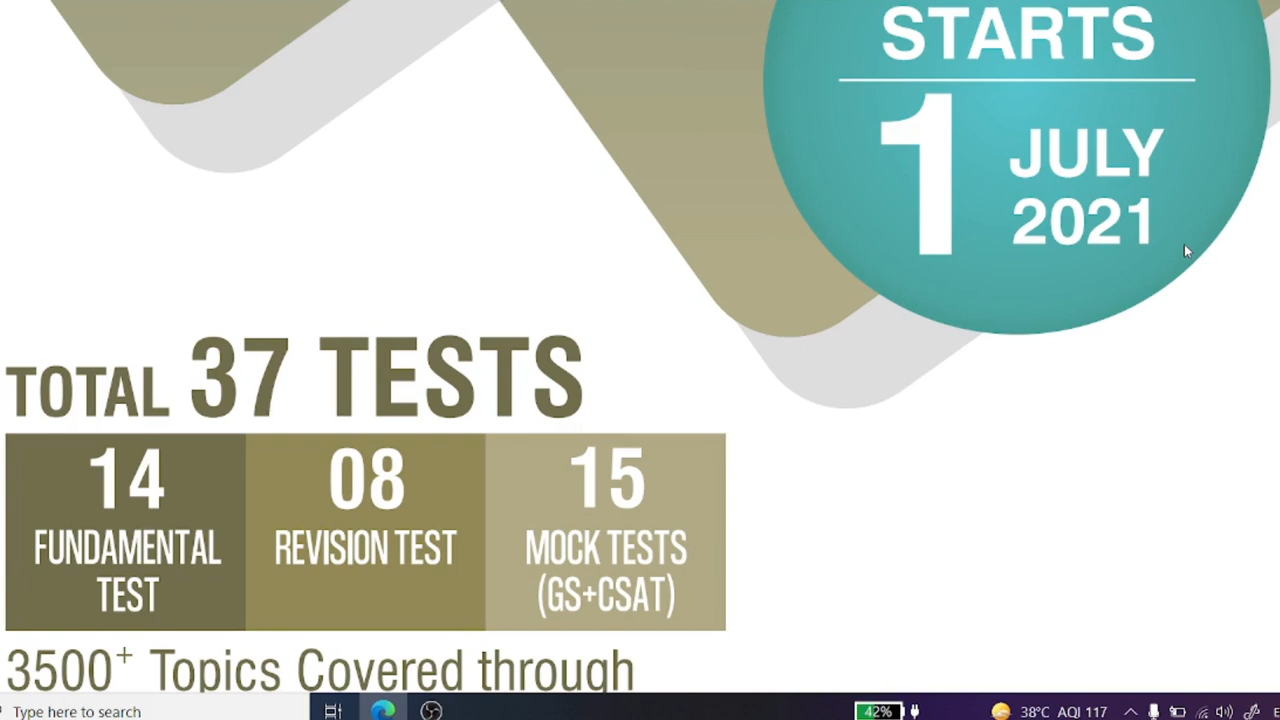 STARTS
1 JULY
2021
TOTAL 37 TESTS
14
FUNDAMENTAL
TEST
08
REVISION TEST
15
MOCK TESTS
(GS+CSAT)
3500+ Topics Covered through
Type here to search
42%
38°C AQI 117